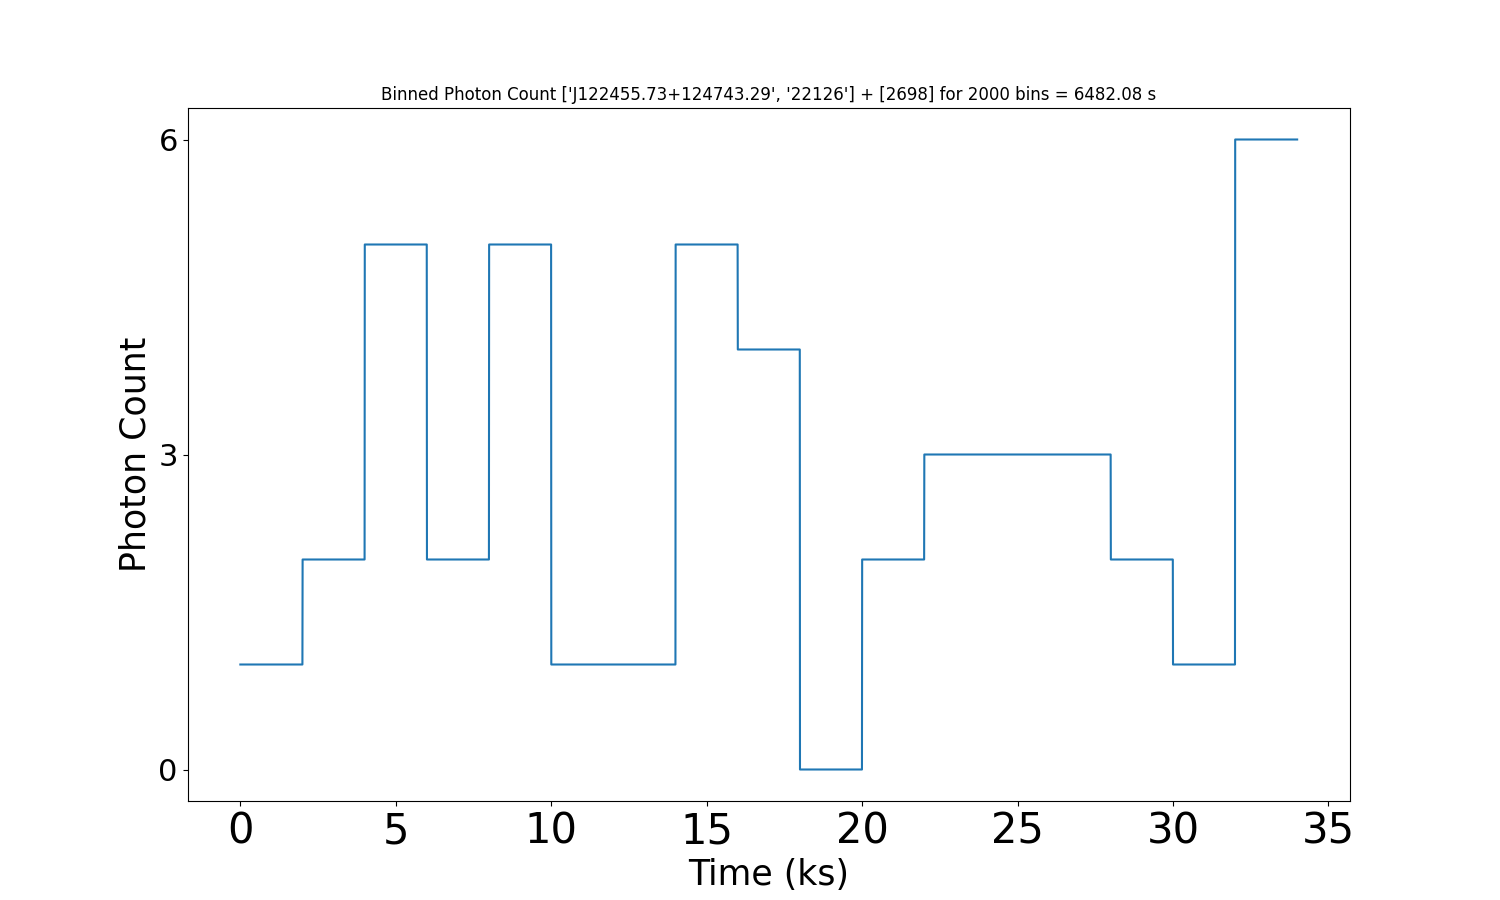 Binned Photon Count ['J122455.73+124743.29', '22126'] + [2698] for 2000 bins = 6482.08 s
6
3
0
Photon Count
0 5 10 15 20 25 30 35
Time (ks)